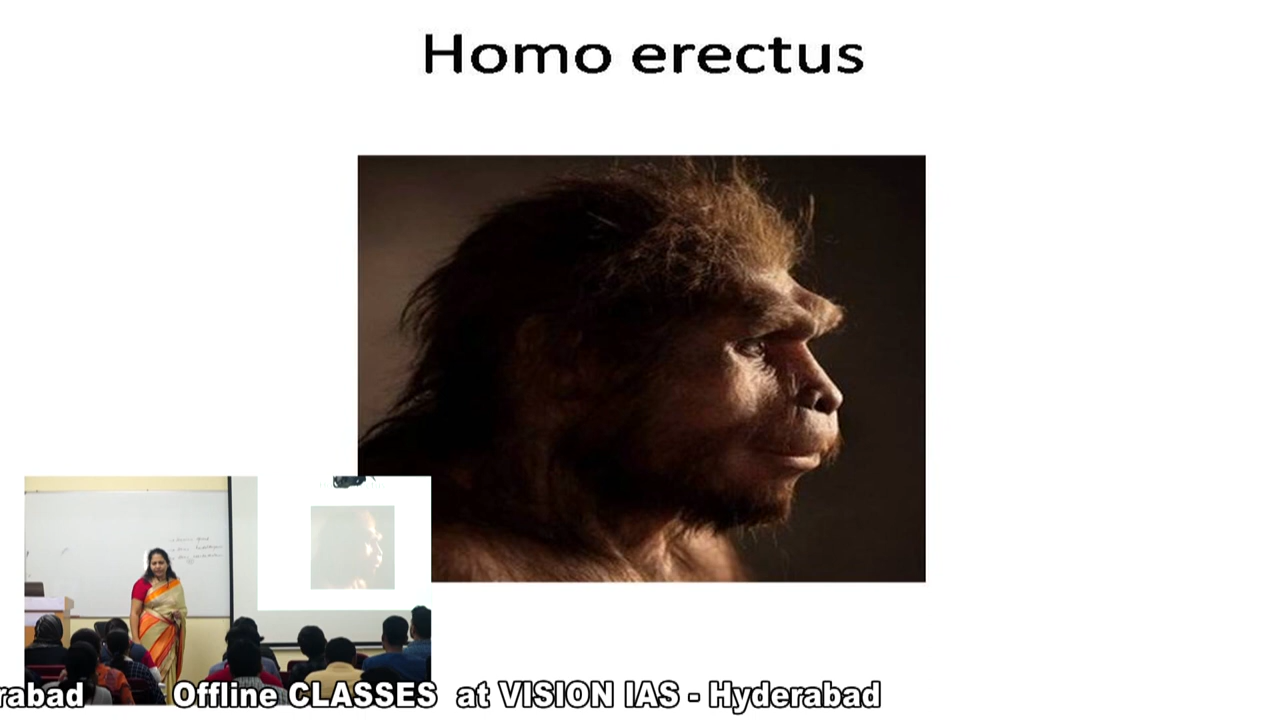 Homo erectus
rabad Offline CLASSES at VISION IAS - Hyderabad